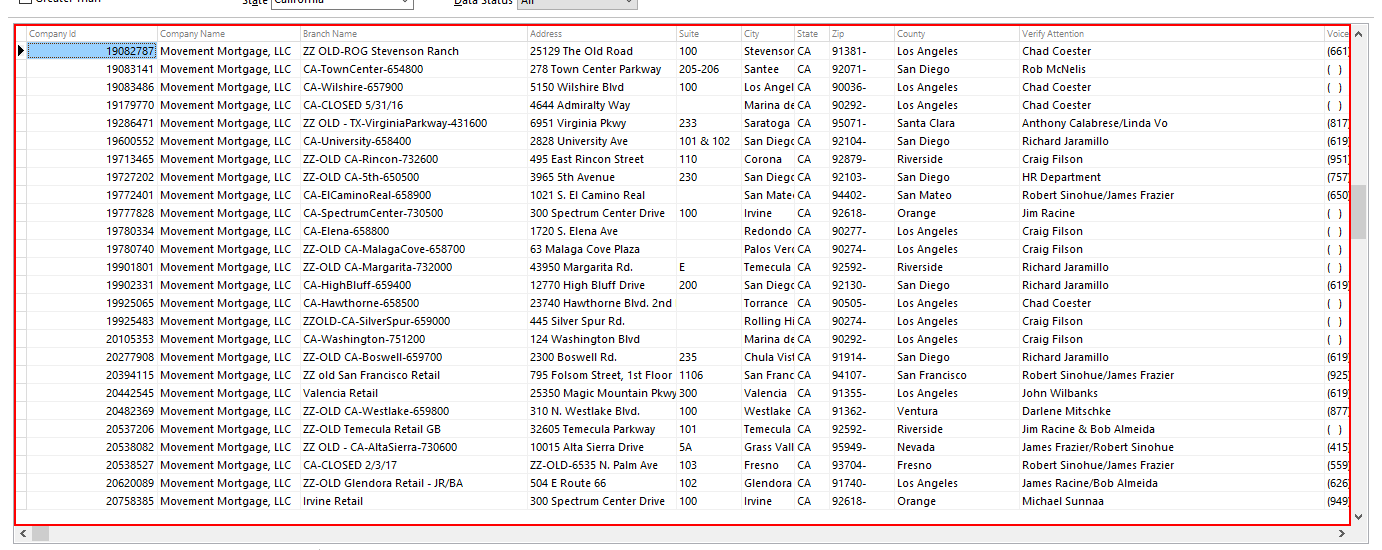 Greater Than State California Data Status All
Company Id Company Name Branch Name Address Suite City State Zip County Verify Attention Voice
19082787 Movement Mortgage, LLC ZZ OLD-ROG Stevenson Ranch 25129 The Old Road 100 Stevenson CA 91381- Los Angeles Chad Coester (661)
19083141 Movement Mortgage, LLC CA-TownCenter-654800 278 Town Center Parkway 205-206 Santee CA 92071- San Diego Rob McNelis ( )
19083486 Movement Mortgage, LLC CA-Wilshire-657900 5150 Wilshire Blvd 100 Los Angel CA 90036- Los Angeles Chad Coester ( )
19179770 Movement Mortgage, LLC CA-CLOSED 5/31/16 4644 Admiralty Way Marina de CA 90292- Los Angeles Chad Coester ( )
19286471 Movement Mortgage, LLC ZZ OLD - TX-VirginiaParkway-431600 6951 Virginia Pkwy 233 Saratoga CA 95071- Santa Clara Anthony Calabrese/Linda Vo (817)
19600552 Movement Mortgage, LLC CA-University-658400 2828 University Ave 101 & 102 San Diego CA 92104- San Diego Richard Jaramillo (619)
19713465 Movement Mortgage, LLC ZZ-OLD CA-Rincon-732600 495 East Rincon Street 110 Corona CA 92879- Riverside Craig Filson (951)
19727202 Movement Mortgage, LLC ZZ-OLD CA-5th-650500 3965 5th Avenue 230 San Diego CA 92103- San Diego HR Department (757)
19772401 Movement Mortgage, LLC CA-ElCaminoReal-658900 1021 S. El Camino Real San Mate CA 94402- San Mateo Robert Sinohue/James Frazier (650)
19777828 Movement Mortgage, LLC CA-SpectrumCenter-730500 300 Spectrum Center Drive 100 Irvine CA 92618- Orange Jim Racine ( )
19780334 Movement Mortgage, LLC CA-Elena-658800 1720 S. Elena Ave Redondo CA 90277- Los Angeles Craig Filson ( )
19780740 Movement Mortgage, LLC ZZ-OLD CA-MalagaCove-658700 63 Malaga Cove Plaza Palos Verd CA 90274- Los Angeles Craig Filson ( )
19901801 Movement Mortgage, LLC ZZ-OLD CA-Margarita-732000 43950 Margarita Rd. E Temecula CA 92592- Riverside Richard Jaramillo ( )
19902331 Movement Mortgage, LLC CA-HighBluff-659400 12770 High Bluff Drive 200 San Diego CA 92130- San Diego Richard Jaramillo (619)
19925065 Movement Mortgage, LLC CA-Hawthorne-658500 23740 Hawthorne Blvd. 2nd Torrance CA 90505- Los Angeles Chad Coester ( )
19925483 Movement Mortgage, LLC ZZOLD-CA-SilverSpur-659000 445 Silver Spur Rd. Rolling Hi CA 90274- Los Angeles Craig Filson ( )
20105353 Movement Mortgage, LLC CA-Washington-751200 124 Washington Blvd Marina de CA 90292- Los Angeles Craig Filson ( )
20277908 Movement Mortgage, LLC ZZ-OLD CA-Boswell-659700 2300 Boswell Rd. 235 Chula Vist CA 91914- San Diego Richard Jaramillo (619)
20394115 Movement Mortgage, LLC ZZ old San Francisco Retail 795 Folsom Street, 1st Floor 1106 San Franc CA 94107- San Francisco Robert Sinohue/James Frazier (925)
20442545 Movement Mortgage, LLC Valencia Retail 25350 Magic Mountain Pkwy 300 Valencia CA 91355- Los Angeles John Wilbanks (619)
20482369 Movement Mortgage, LLC ZZ-OLD CA-Westlake-659800 310 N. Westlake Blvd. 100 Westlake CA 91362- Ventura Darlene Mitschke (877)
20537206 Movement Mortgage, LLC ZZ-OLD Temecula Retail GB 32605 Temecula Parkway 101 Temecula CA 92592- Riverside Jim Racine & Bob Almeida ( )
20538082 Movement Mortgage, LLC ZZ OLD - CA-AltaSierra-730600 10015 Alta Sierra Drive 5A Grass Vall CA 95949- Nevada James Frazier/Robert Sinohue (415)
20538527 Movement Mortgage, LLC CA-CLOSED 2/3/17 ZZ-OLD-6535 N. Palm Ave 103 Fresno CA 93704- Fresno Robert Sinohue/James Frazier (559)
20620089 Movement Mortgage, LLC ZZ-OLD Glendora Retail - JR/BA 504 E Route 66 102 Glendora CA 91740- Los Angeles James Racine/Bob Almeida (626)
20758385 Movement Mortgage, LLC Irvine Retail 300 Spectrum Center Drive 100 Irvine CA 92618- Orange Michael Sunnaa (949)